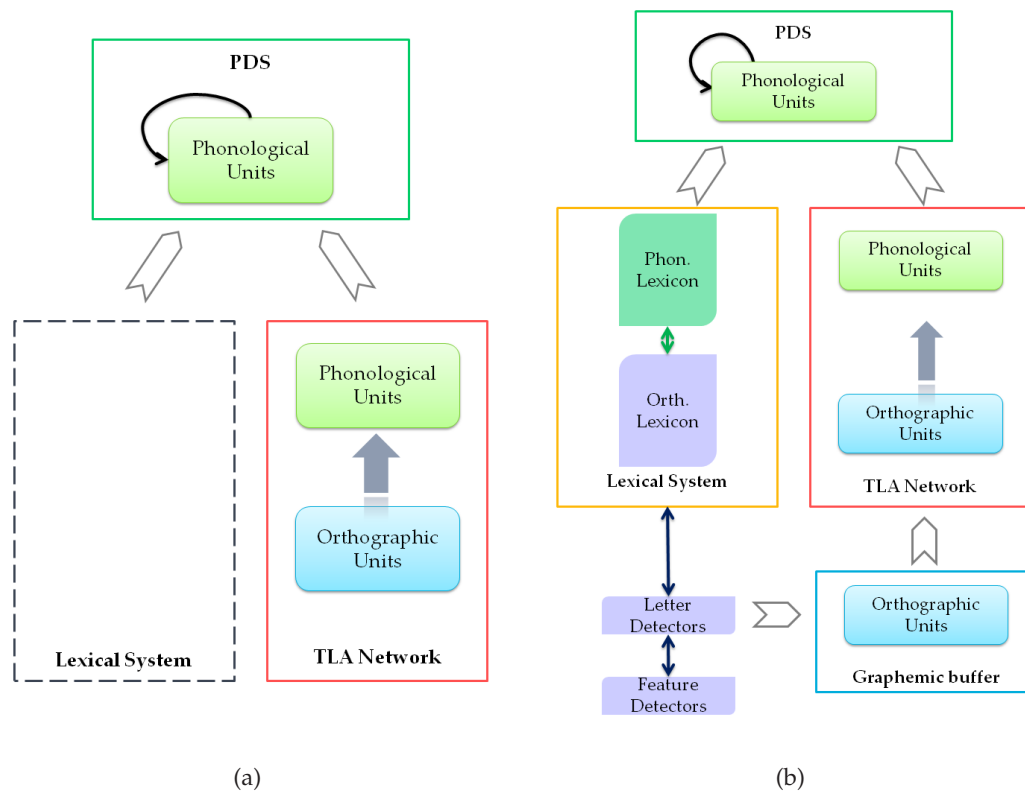 PDS
Phonological
Units
Phonological
Units
Orthographic
Units
Lexical System
TLA Network
(a)
PDS
Phonological
Units
Phon.
Lexicon
Orth.
Lexicon
Lexical System
Phonological
Units
Orthographic
Units
TLA Network
Letter
Detectors
Feature
Detectors
Orthographic
Units
Graphemic buffer
(b)